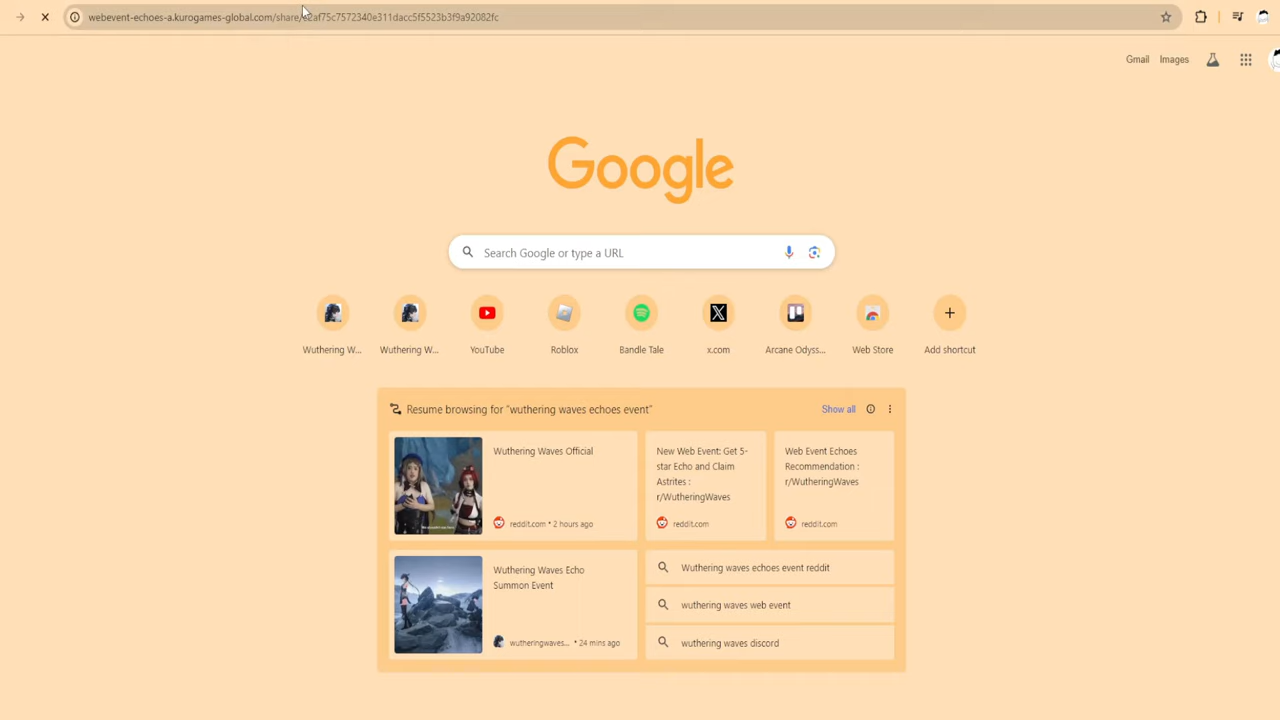 webevent-echoes-a.kurogames-global.com/share/e2af75c7572340e311dacc5f5523b3f9a92082fc
Gmail Images
Google
Search Google or type a URL
Wuthering W... Wuthering W... YouTube Roblox Bandle Tale x.com Arcane Odyss... Web Store Add shortcut
Resume browsing for "wuthering waves echoes event" Show all
Wuthering Waves Official
reddit.com • 2 hours ago
New Web Event: Get 5-
star Echo and Claim
Astrites :
r/WutheringWaves
reddit.com
Web Event Echoes
Recommendation :
r/WutheringWaves
reddit.com
Wuthering Waves Echo
Summon Event
wutheringwaves... • 24 mins ago
Wuthering waves echoes event reddit
wuthering waves web event
wuthering waves discord